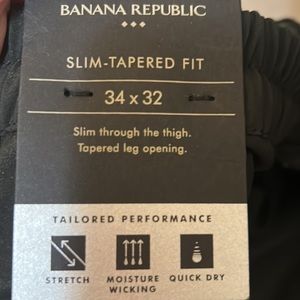 BANANA REPUBLIC
SLIM-TAPERED FIT
34 x 32
Slim through the thigh.
Tapered leg opening.
TAILORED PERFORMANCE
STRETCH
MOISTURE WICKING
QUICK DRY